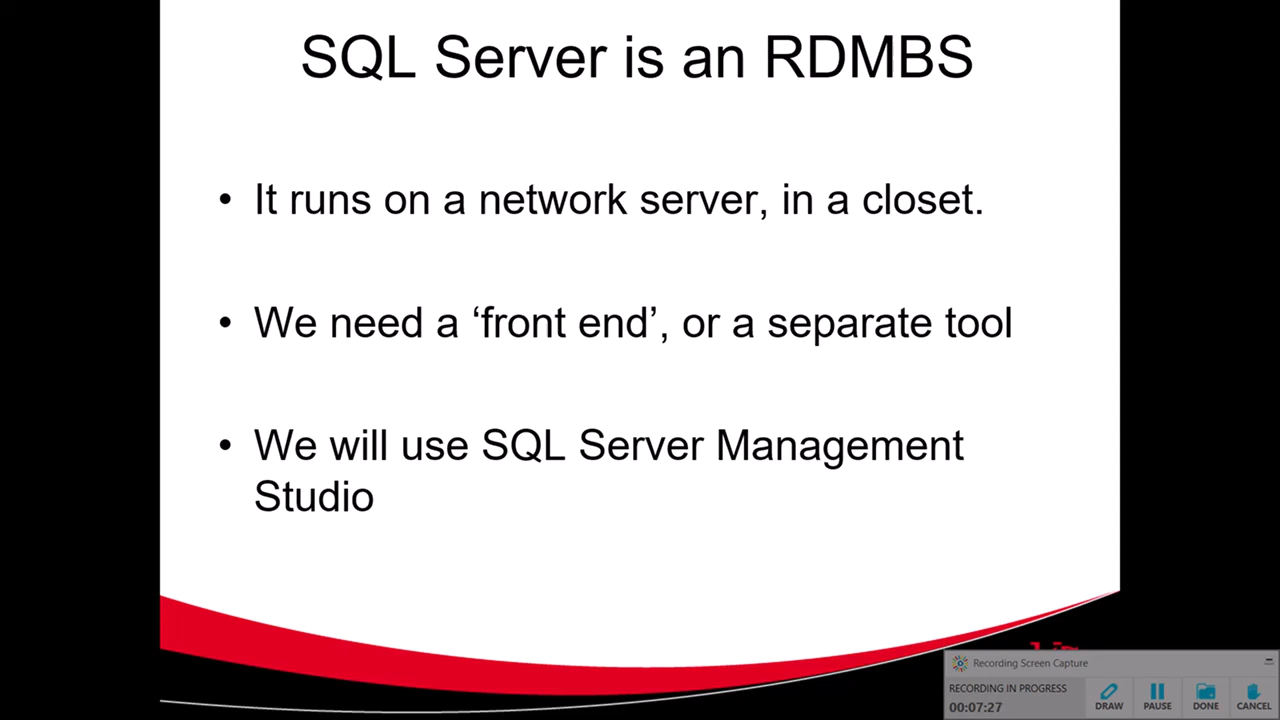 SQL Server is an RDMBS
• It runs on a network server, in a closet.
• We need a ‘front end’, or a separate tool
• We will use SQL Server Management
Studio
Recording Screen Capture
RECORDING IN PROGRESS
00:07:27
DRAW PAUSE DONE CANCEL